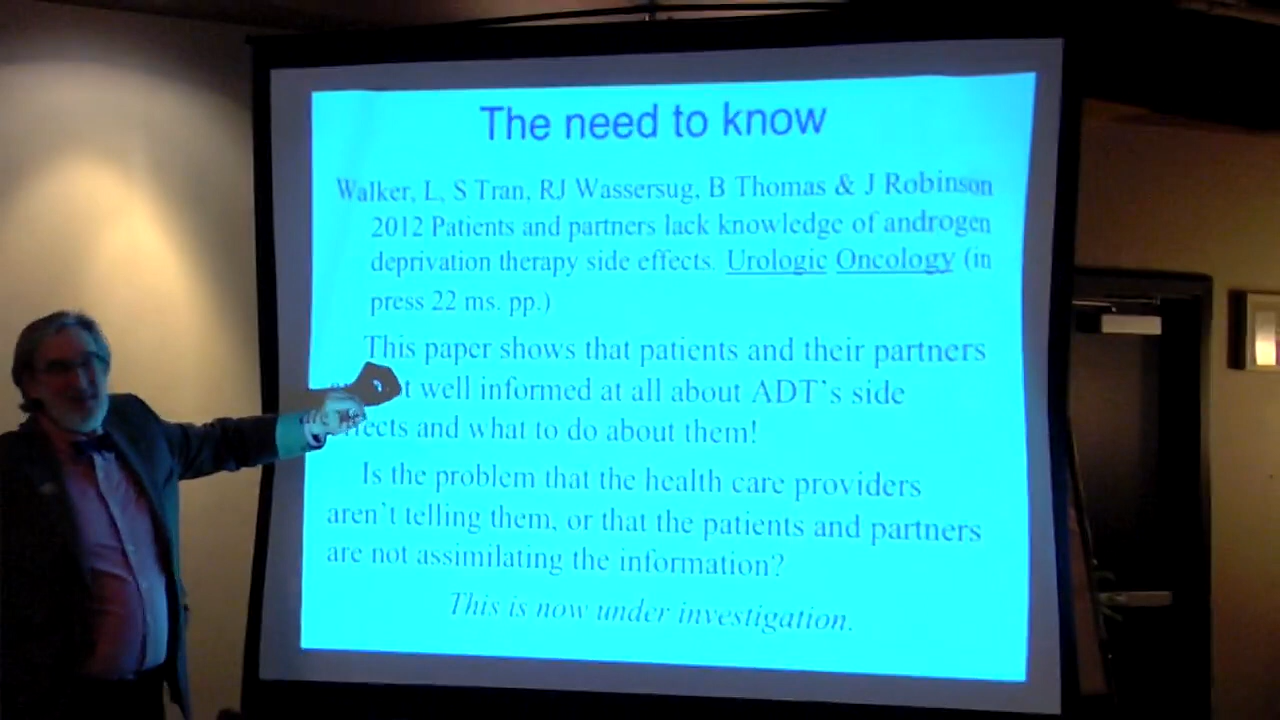 The need to know
Walker, L, S Tran, RJ Wassersug, B Thomas & J Robinson
2012 Patients and partners lack knowledge of androgen
deprivation therapy side effects. Urologic Oncology (in
press 22 ms. pp.)
This paper shows that patients and their partners
well informed at all about ADT's side
and what to do about them!
Is the problem that the health care providers
aren't telling them, or that the patients and partners
are not assimilating the information?
This is now under investigation.